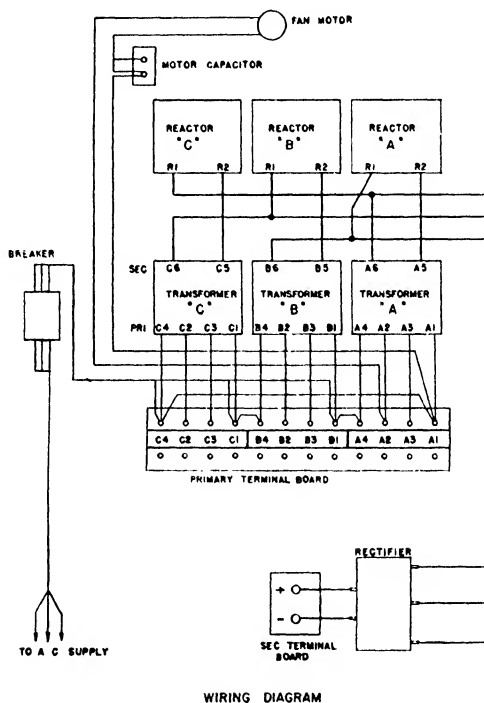 FAN MOTOR
MOTOR CAPACITOR
REACTOR REACTOR REACTOR
"C" "B" "A"
R1 R2 R1 R2 R1 R2
BREAKER
SEC C6 C5 B6 B5 A6 A5
TRANSFORMER TRANSFORMER TRANSFORMER
"C" "B" "A"
PRI C4 C2 C3 C1 B4 B2 B3 B1 A4 A2 A3 A1
C4 C2 C3 C1 B4 B2 B3 B1 A4 A2 A3 A1
PRIMARY TERMINAL BOARD
RECTIFIER
+
-
SEC TERMINAL
BOARD
TO A C SUPPLY
WIRING DIAGRAM